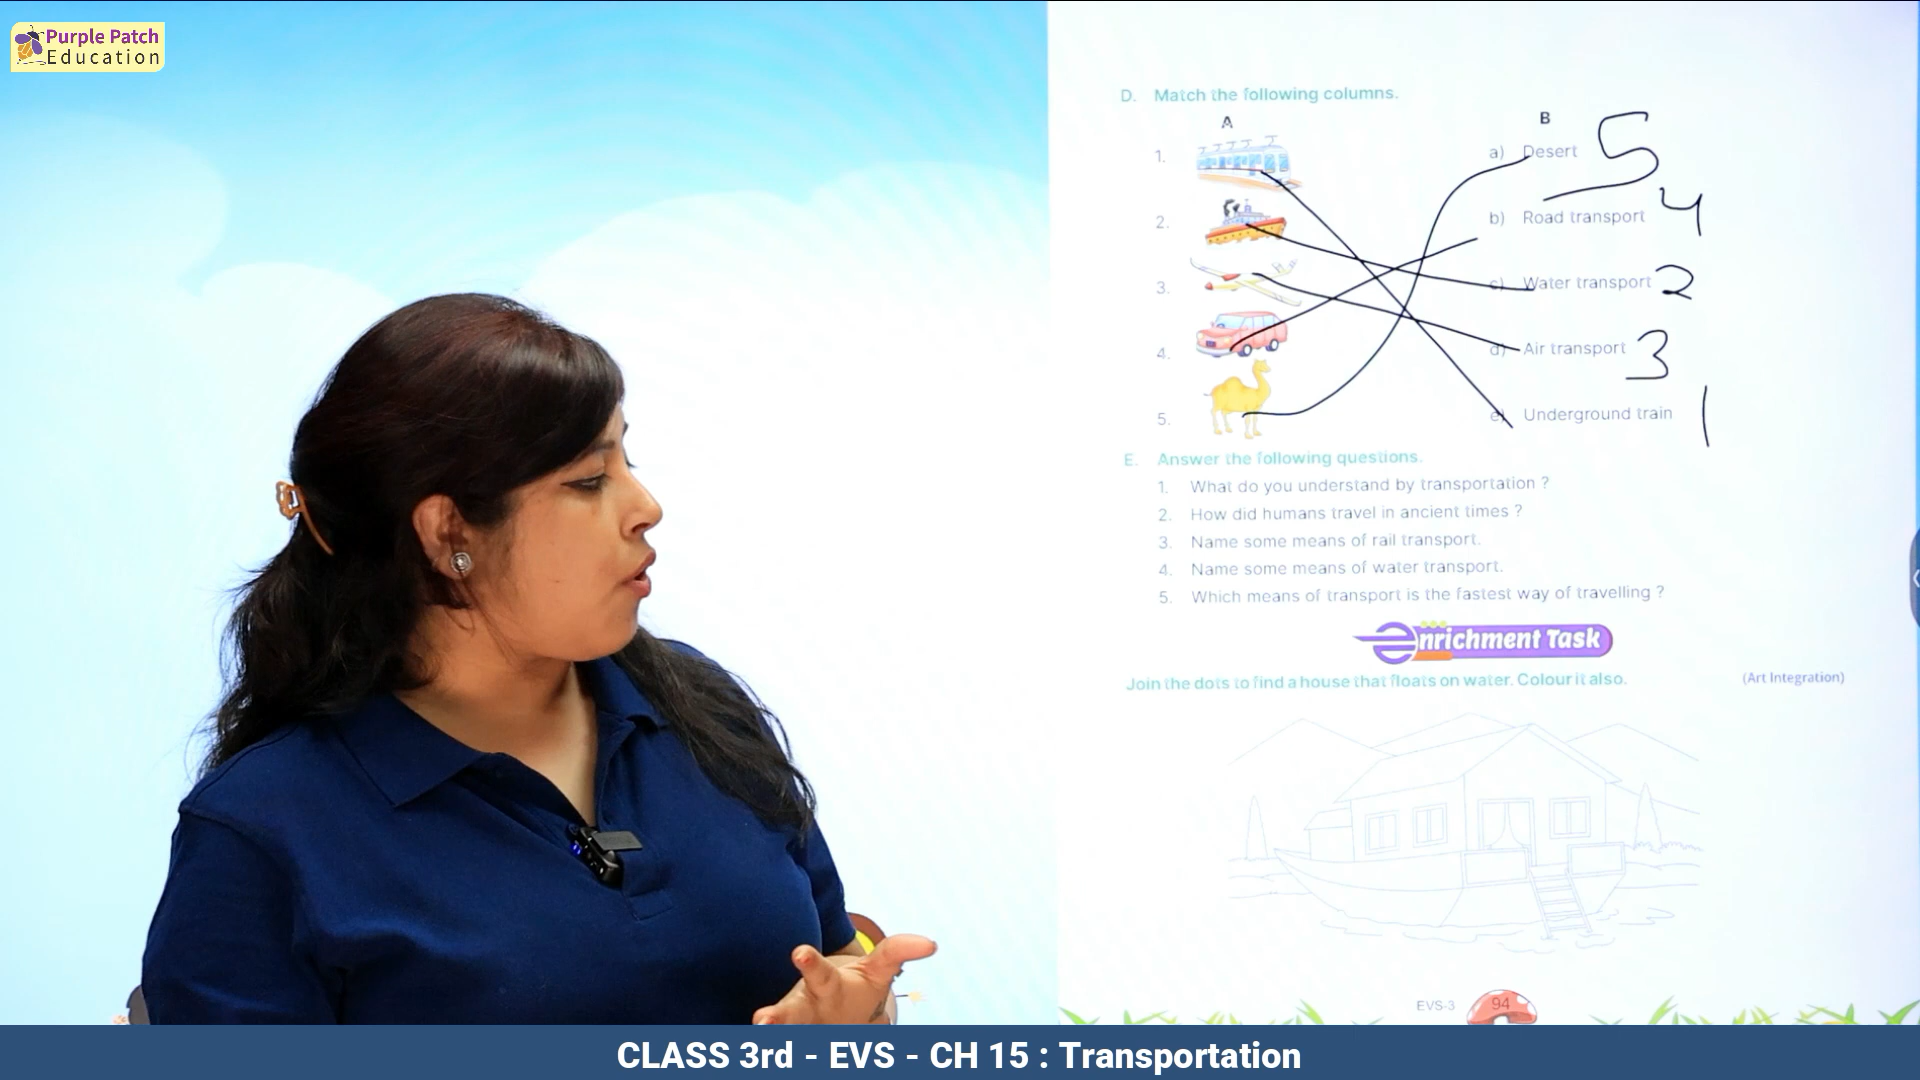 Purple Patch
Education
D. Match the following columns.
A B
1. a) Desert 5
2. b) Road transport 4
3. c) Water transport 2
4. d) Air transport 3
5. e) Underground train 1
E. Answer the following questions.
1. What do you understand by transportation ?
2. How did humans travel in ancient times ?
3. Name some means of rail transport.
4. Name some means of water transport.
5. Which means of transport is the fastest way of travelling ?
enrichment Task
Join the dots to find a house that floats on water. Colour it also. (Art Integration)
EVS-3 94
CLASS 3rd - EVS - CH 15 : Transportation